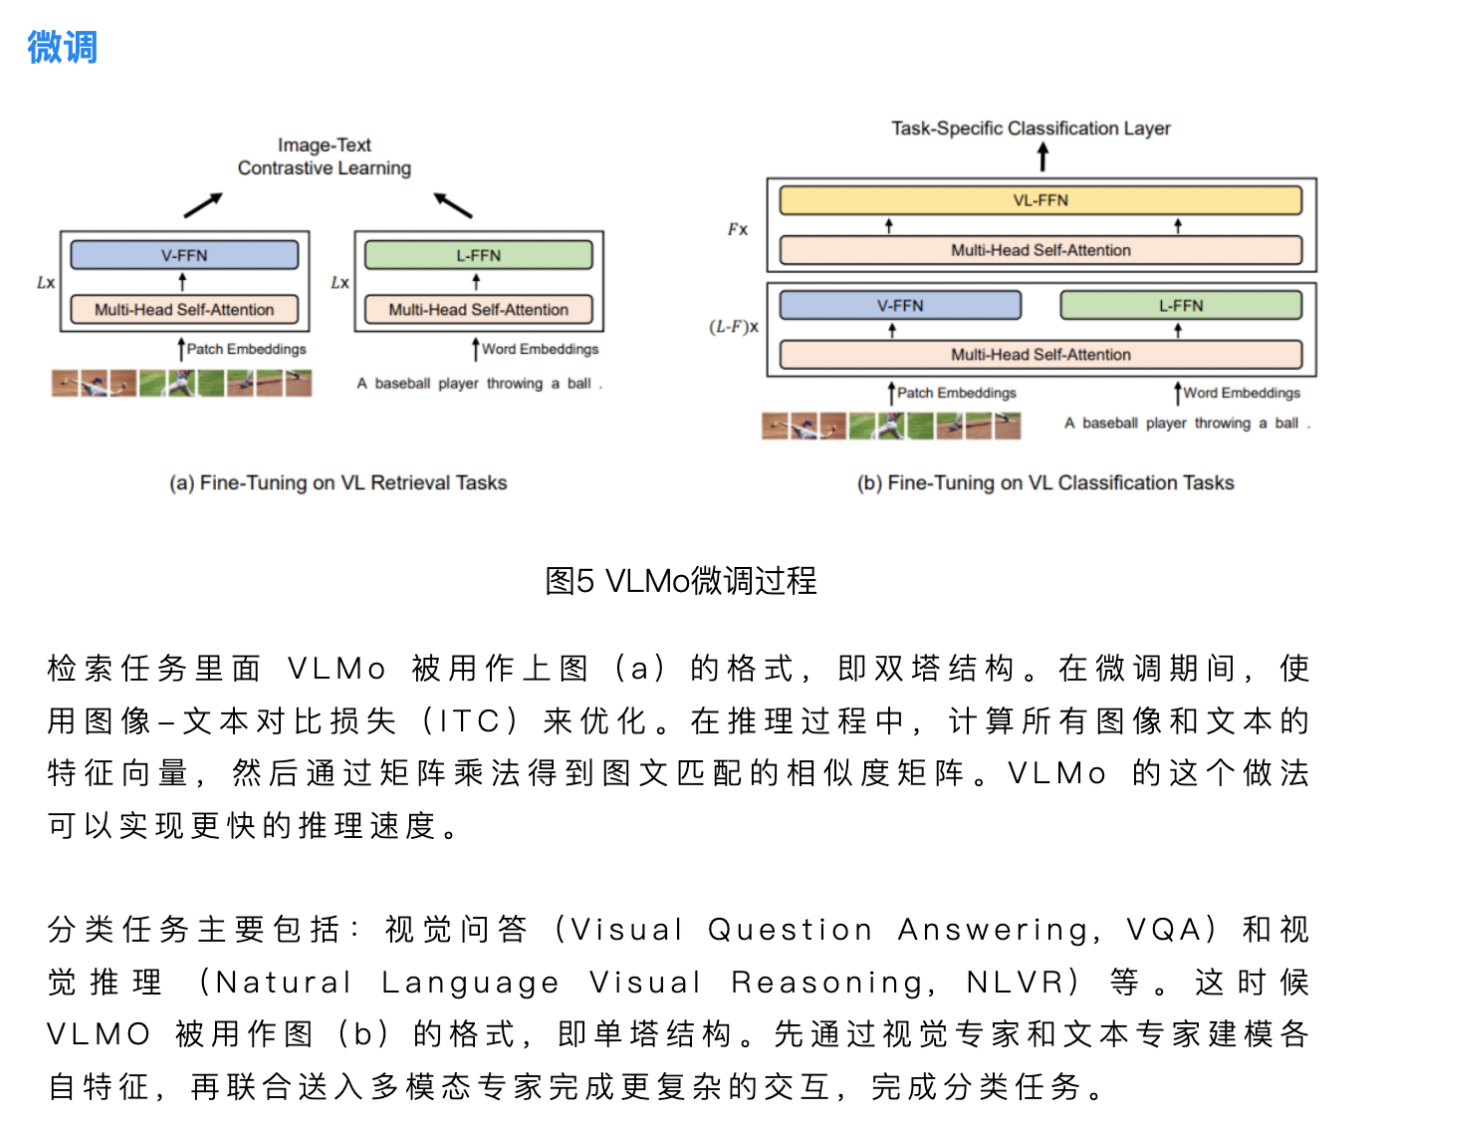 微调
Image-Text
Contrastive Learning
V-FFN
Lx
Multi-Head Self-Attention
Patch Embeddings
L-FFN
Lx
Multi-Head Self-Attention
Word Embeddings
A baseball player throwing a ball .
(a) Fine-Tuning on VL Retrieval Tasks
Task-Specific Classification Layer
VL-FFN
Fx
Multi-Head Self-Attention
V-FFN
L-FFN
(L-F)x
Multi-Head Self-Attention
Patch Embeddings
Word Embeddings
A baseball player throwing a ball .
(b) Fine-Tuning on VL Classification Tasks
图5 VLMo微调过程
检索任务里面 VLMo 被用作上图（a）的格式，即双塔结构。在微调期间，使
用图像–文本对比损失（ITC）来优化。在推理过程中，计算所有图像和文本的
特征向量，然后通过矩阵乘法得到图文匹配的相似度矩阵。VLMo 的这个做法
可以实现更快的推理速度。
分类任务主要包括：视觉问答（Visual Question Answering, VQA）和视
觉推理（Natural Language Visual Reasoning, NLVR）等。这时候
VLMO 被用作图（b）的格式，即单塔结构。先通过视觉专家和文本专家建模各
自特征，再联合送入多模态专家完成更复杂的交互，完成分类任务。